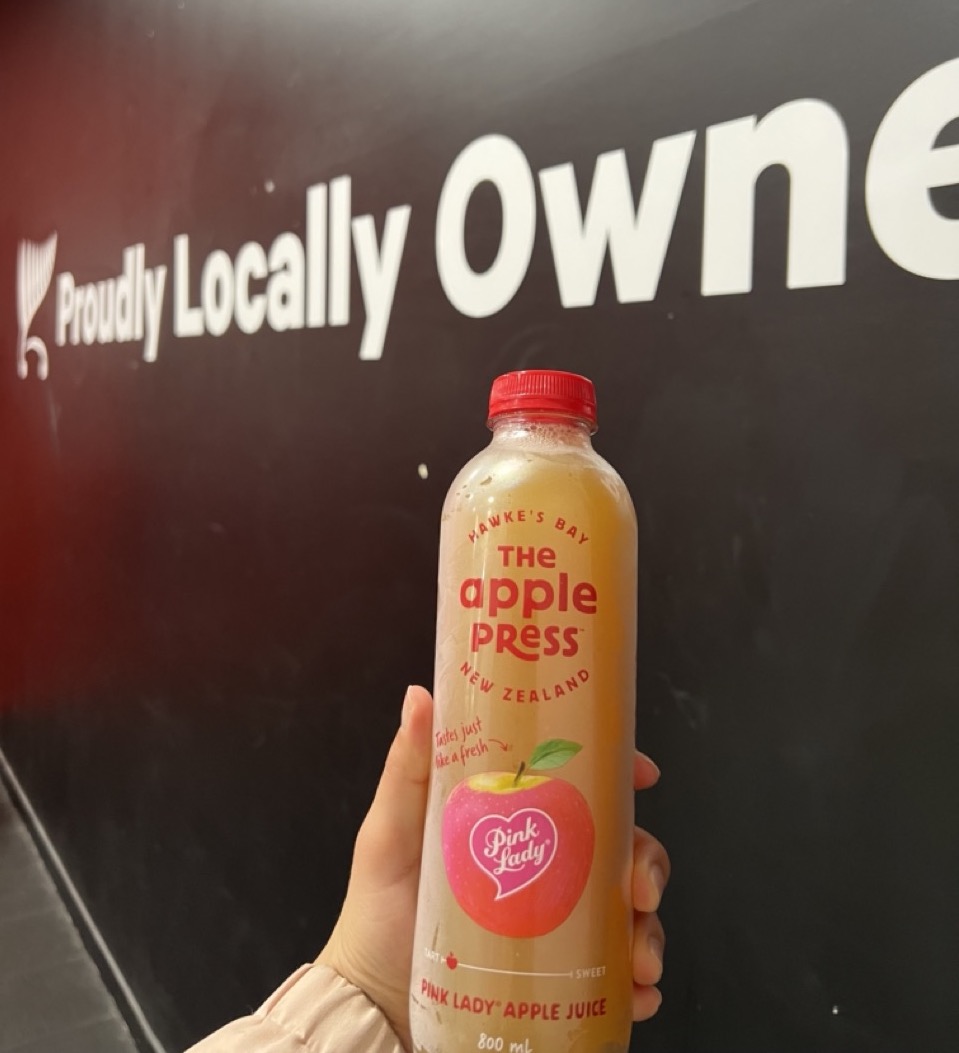 Proudly Locally Owne
HAWKE'S BAY
THE
apple
PRESS™
NEW ZEALAND
Tastes just
like a fresh
Pink
Lady®
TART
SWEET
PINK LADY® APPLE JUICE
800 mL